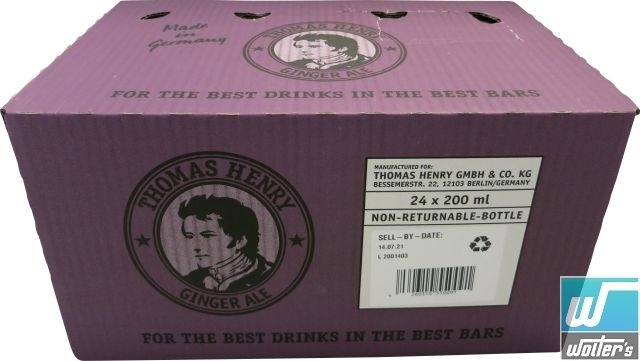 Made
in
Germany
THOMAS HENRY
GINGER ALE
FOR THE BEST DRINKS IN THE BEST BARS
THOMAS HENRY
GINGER ALE
MANUFACTURED FOR:
THOMAS HENRY GMBH & CO. KG
BESSEMERSTR. 22, 12103 BERLIN/GERMANY
24 x 200 ml
NON-RETURNABLE-BOTTLE
SELL-BY-DATE:
14.07.21
L 2001403
FOR THE BEST DRINKS IN THE BEST BARS
W
Wolter's